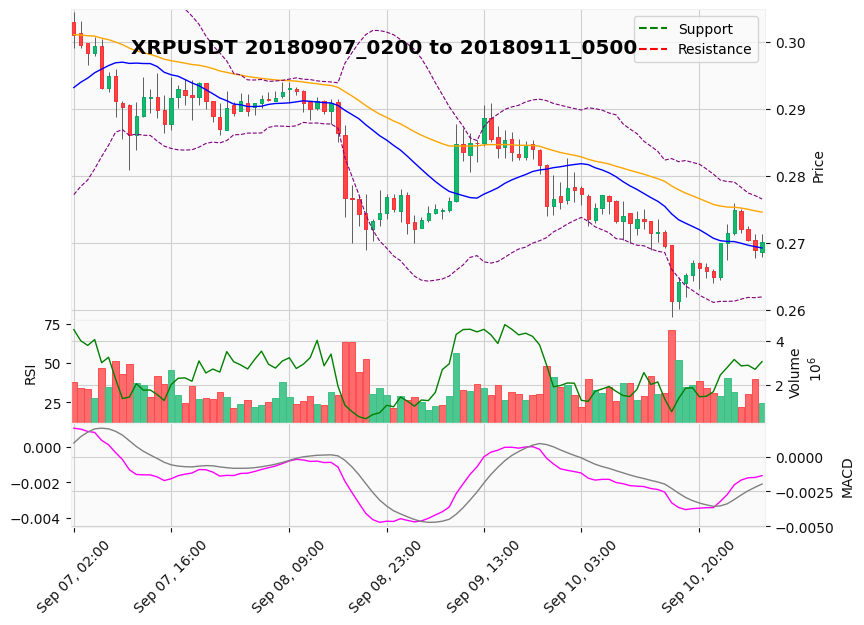 XRPUSDT 20180907_0200 to 20180911_0500
Support
Resistance
0.30
0.29
0.28
0.27
0.26
Price
75
50
25
RSI
4
2
Volume
10^6
0.000
−0.002
−0.004
0.0000
−0.0025
−0.0050
MACD
Sep 07, 02:00
Sep 07, 16:00
Sep 08, 09:00
Sep 08, 23:00
Sep 09, 13:00
Sep 10, 03:00
Sep 10, 20:00